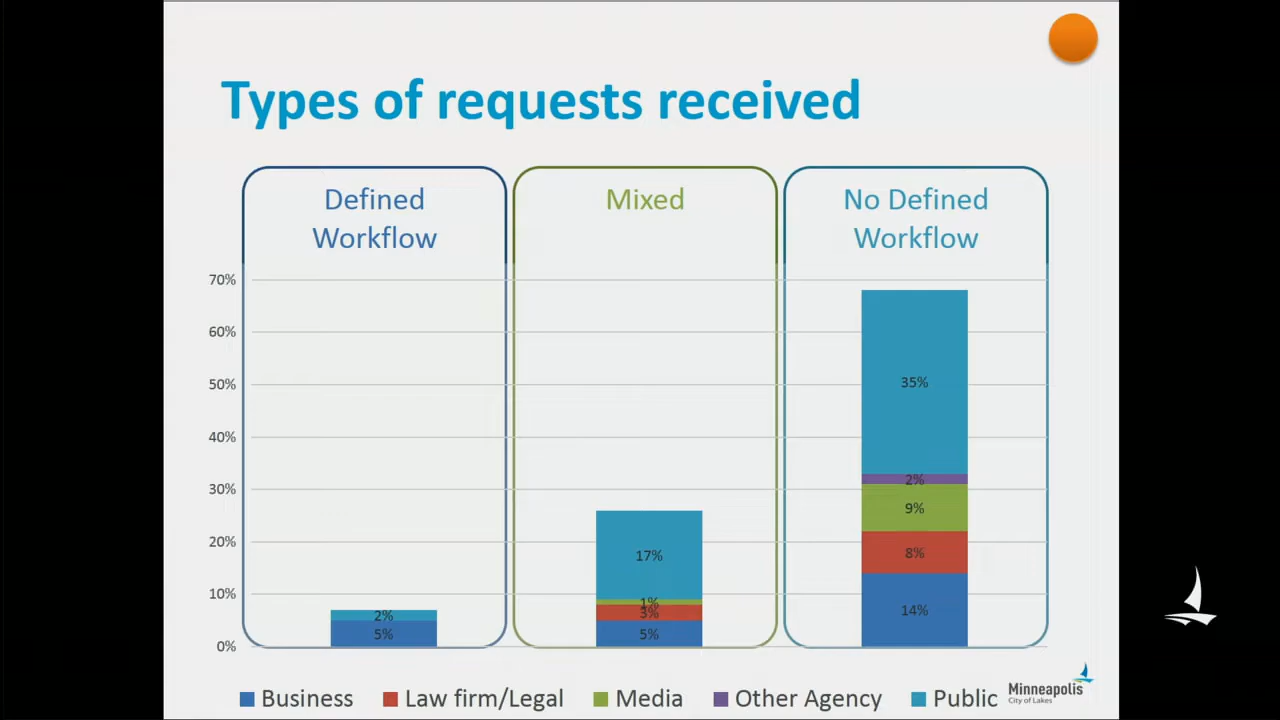 Types of requests received
Defined
Workflow
Mixed
No Defined
Workflow
70%
60%
50%
40%
30%
20%
10%
0%
2%
5%
17%
1%
3%
5%
35%
2%
9%
8%
14%
Business
Law firm/Legal
Media
Other Agency
Public
Minneapolis
City of Lakes